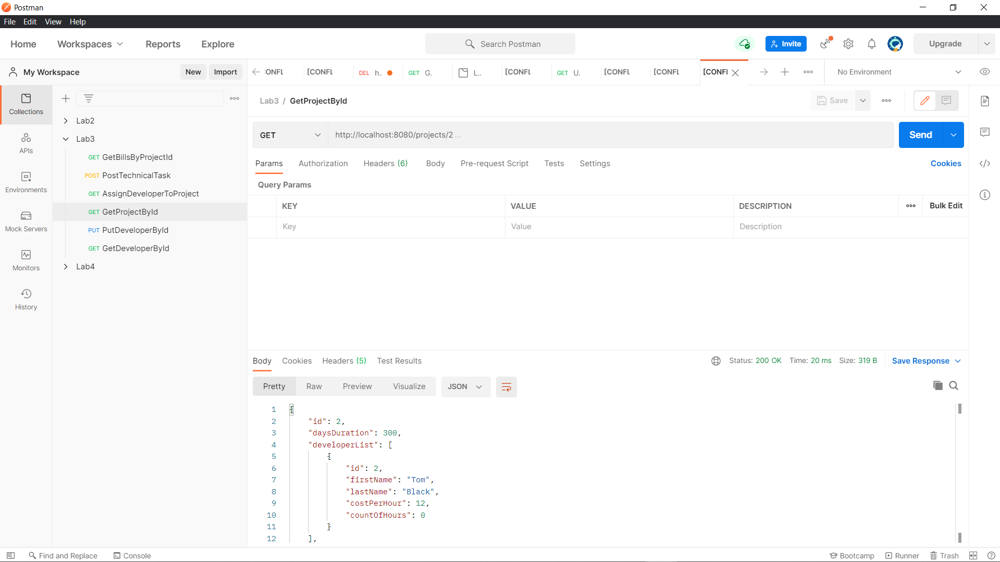 Postman
File Edit View Help
Home Workspaces Reports Explore Search Postman Invite Upgrade
My Workspace New Import
CONFL [CONFL DEL h.. GET G. L.. [CONFL GET U. [CONFL [CONFL [CONFI No Environment
Collections
APIs
Environments
Mock Servers
Monitors
History
Lab2
Lab3
GET GetBillsByProjectId
POST PostTechnicalTask
GET AssignDeveloperToProject
GET GetProjectById
PUT PutDeveloperById
GET GetDeveloperById
Lab4
Lab3 / GetProjectById Save
GET http://localhost:8080/projects/2 ... Send
Params Authorization Headers (6) Body Pre-request Script Tests Settings Cookies
Query Params
KEY VALUE DESCRIPTION Bulk Edit
Key Value Description
Body Cookies Headers (5) Test Results Status: 200 OK Time: 20 ms Size: 319 B Save Response
Pretty Raw Preview Visualize JSON
1 {
2 "id": 2,
3 "daysDuration": 300,
4 "developerList": [
5 {
6 "id": 2,
7 "firstName": "Tom",
8 "lastName": "Black",
9 "costPerHour": 12,
10 "countOfHours": 0
11 }
12 ],
Find and Replace Console Bootcamp Runner Trash